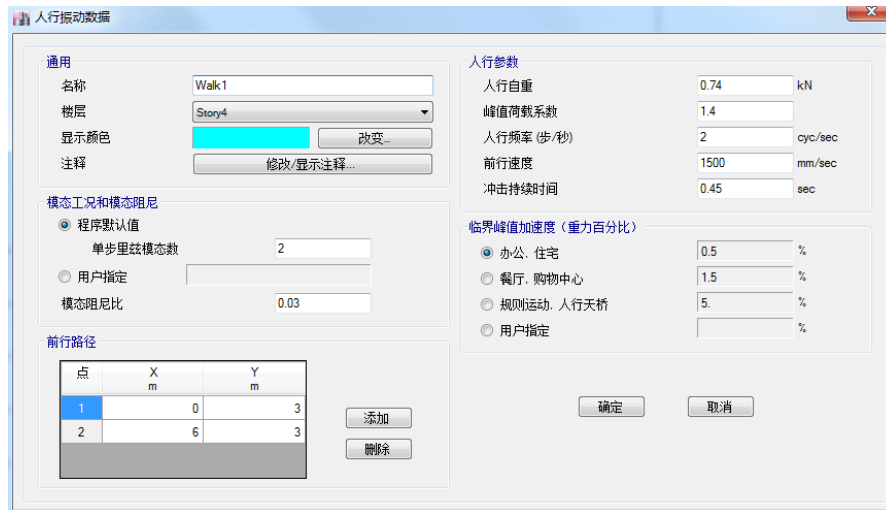 人行振动数据
通用
名称 Walk1
楼层 Story4
显示颜色 改变...
注释 修改/显示注释...
模态工况和模态阻尼
程序默认值
单步里兹模态数 2
用户指定
模态阻尼比 0.03
前行路径
点 X Y
m m
1 0 3
2 6 3
添加
删除
人行参数
人行自重 0.74 kN
峰值荷载系数 1.4
人行频率 (步/秒) 2 cyc/sec
前行速度 1500 mm/sec
冲击持续时间 0.45 sec
临界峰值加速度（重力百分比）
办公, 住宅 0.5 %
餐厅, 购物中心 1.5 %
规则运动, 人行天桥 5. %
用户指定 %
确定 取消